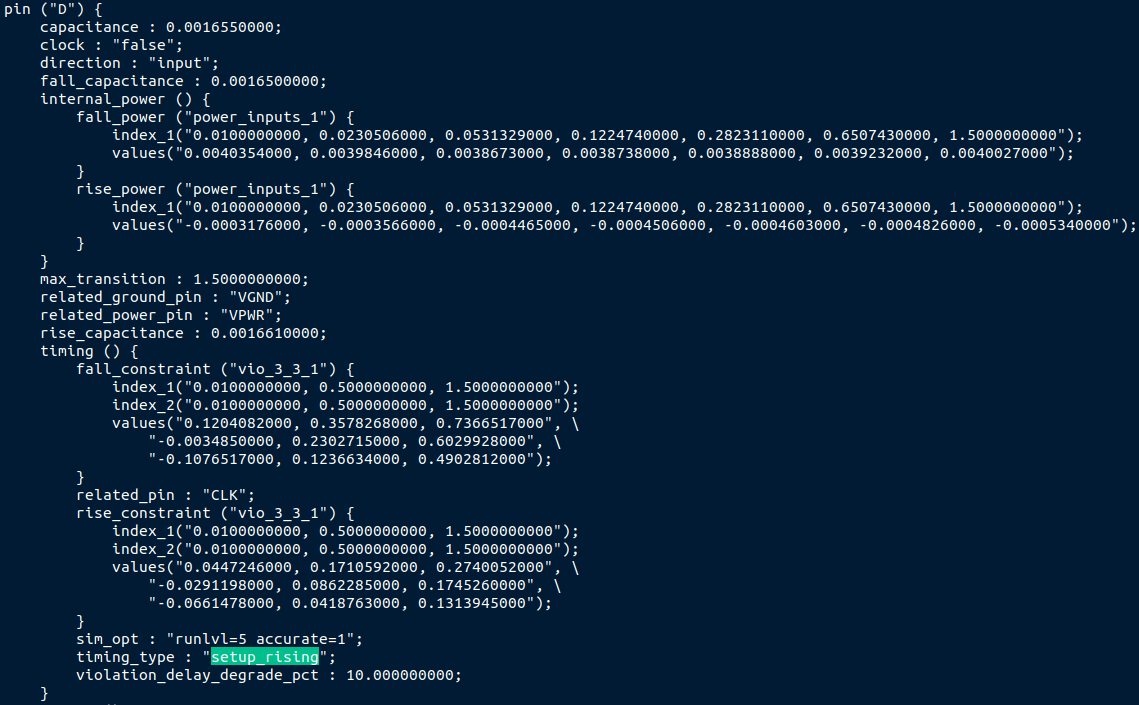 pin ("D") {
capacitance : 0.0016550000;
clock : "false";
direction : "input";
fall_capacitance : 0.0016500000;
internal_power () {
fall_power ("power_inputs_1") {
index_1("0.0100000000, 0.0230506000, 0.0531329000, 0.1224740000, 0.2823110000, 0.6507430000, 1.5000000000");
values("0.0040354000, 0.0039846000, 0.0038673000, 0.0038738000, 0.0038888000, 0.0039232000, 0.0040027000");
}
rise_power ("power_inputs_1") {
index_1("0.0100000000, 0.0230506000, 0.0531329000, 0.1224740000, 0.2823110000, 0.6507430000, 1.5000000000");
values("-0.0003176000, -0.0003566000, -0.0004465000, -0.0004506000, -0.0004603000, -0.0004826000, -0.0005340000");
}
}
max_transition : 1.5000000000;
related_ground_pin : "VGND";
related_power_pin : "VPWR";
rise_capacitance : 0.0016610000;
timing () {
fall_constraint ("vio_3_3_1") {
index_1("0.0100000000, 0.5000000000, 1.5000000000");
index_2("0.0100000000, 0.5000000000, 1.5000000000");
values("0.1204082000, 0.3578268000, 0.7366517000", \
"-0.0034850000, 0.2302715000, 0.6029928000", \
"-0.1076517000, 0.1236634000, 0.4902812000");
}
related_pin : "CLK";
rise_constraint ("vio_3_3_1") {
index_1("0.0100000000, 0.5000000000, 1.5000000000");
index_2("0.0100000000, 0.5000000000, 1.5000000000");
values("0.0447246000, 0.1710592000, 0.2740052000", \
"-0.0291198000, 0.0862285000, 0.1745260000", \
"-0.0661478000, 0.0418763000, 0.1313945000");
}
sim_opt : "runlvl=5 accurate=1";
timing_type : "setup_rising";
violation_delay_degrade_pct : 10.000000000;
}